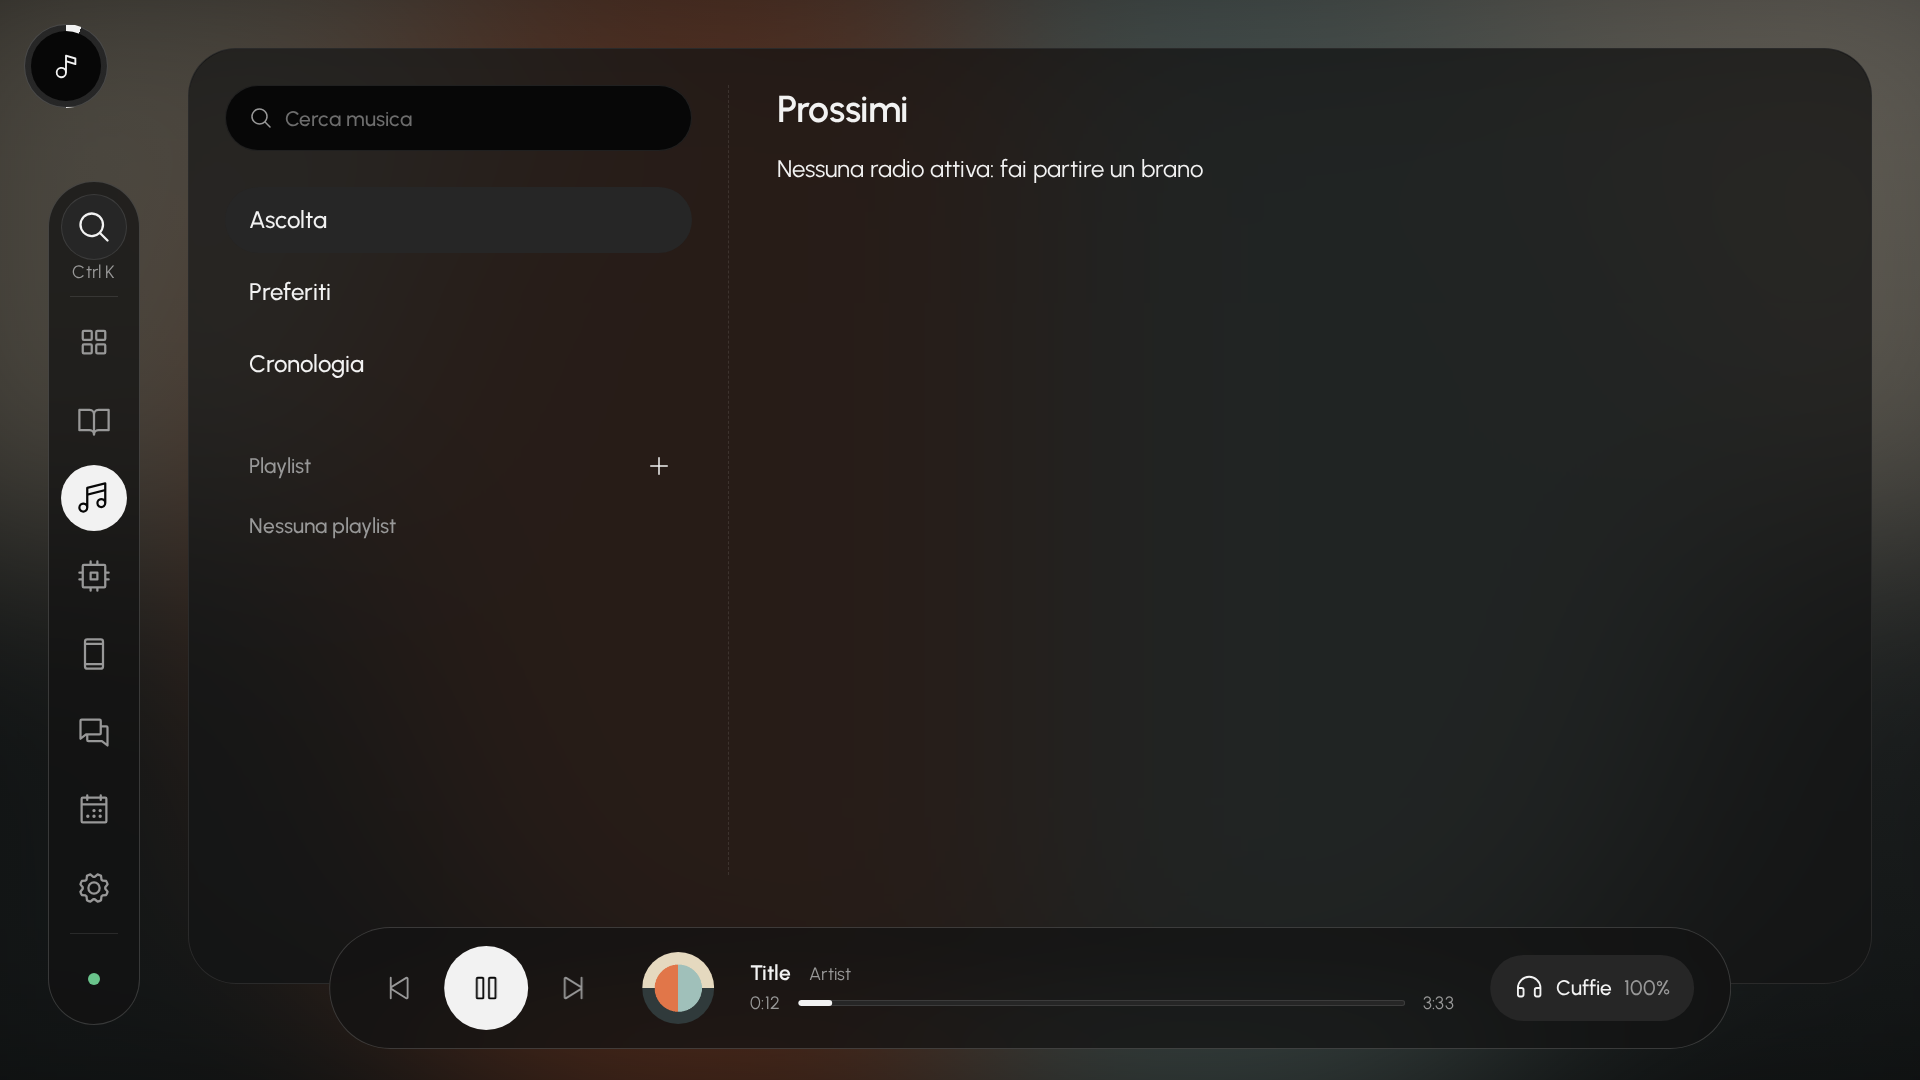 Cerca musica
Ascolta
Preferiti
Cronologia
Playlist
Nessuna playlist
Prossimi
Nessuna radio attiva: fai partire un brano
Ctrl K
Title Artist
0:12 3:33
Cuffie 100%